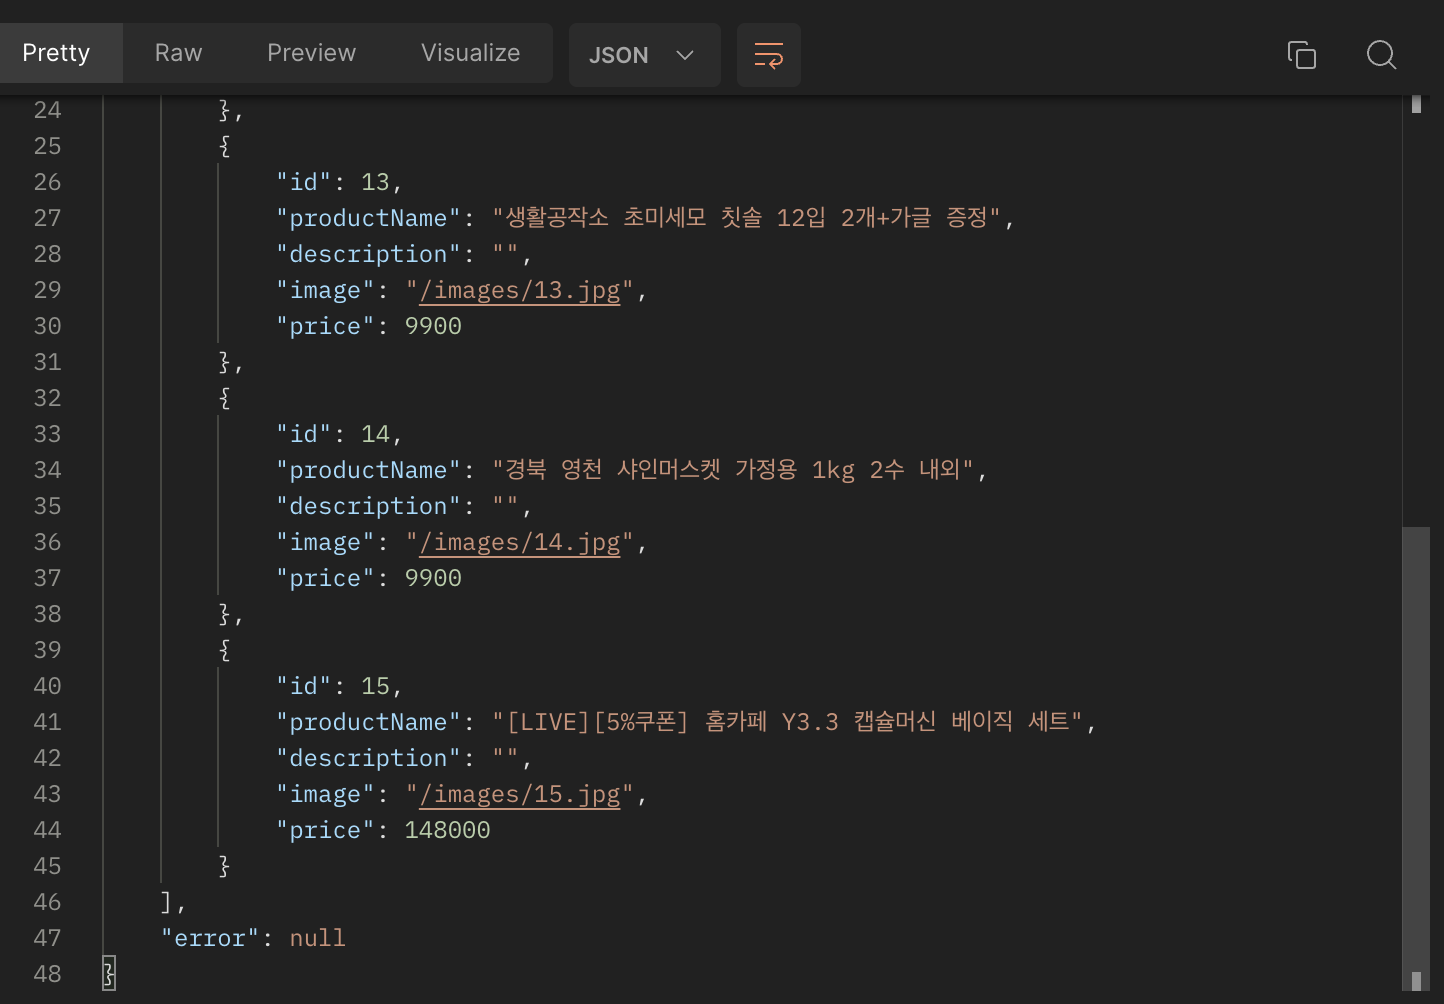 Pretty Raw Preview Visualize JSON
24 },
25 {
26 "id": 13,
27 "productName": "생활공작소 초미세모 칫솔 12입 2개+가글 증정",
28 "description": "",
29 "image": "/images/13.jpg",
30 "price": 9900
31 },
32 {
33 "id": 14,
34 "productName": "경북 영천 샤인머스켓 가정용 1kg 2수 내외",
35 "description": "",
36 "image": "/images/14.jpg",
37 "price": 9900
38 },
39 {
40 "id": 15,
41 "productName": "[LIVE][5%쿠폰] 홈카페 Y3.3 캡슐머신 베이직 세트",
42 "description": "",
43 "image": "/images/15.jpg",
44 "price": 148000
45 }
46 ],
47 "error": null
48 }